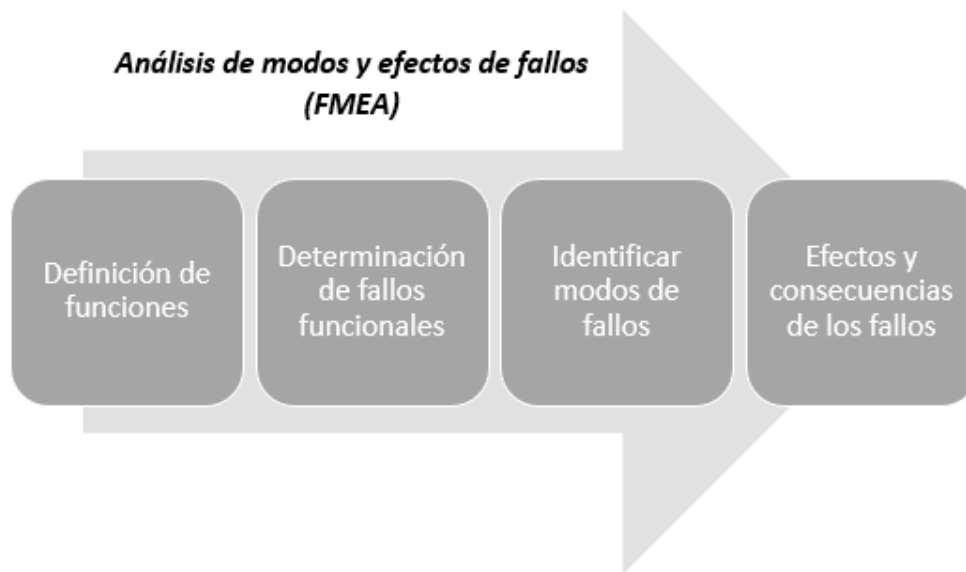 Análisis de modos y efectos de fallos
(FMEA)
Definición de
funciones
Determinación
de fallos
funcionales
Identificar
modos de
fallos
Efectos y
consecuencias
de los fallos